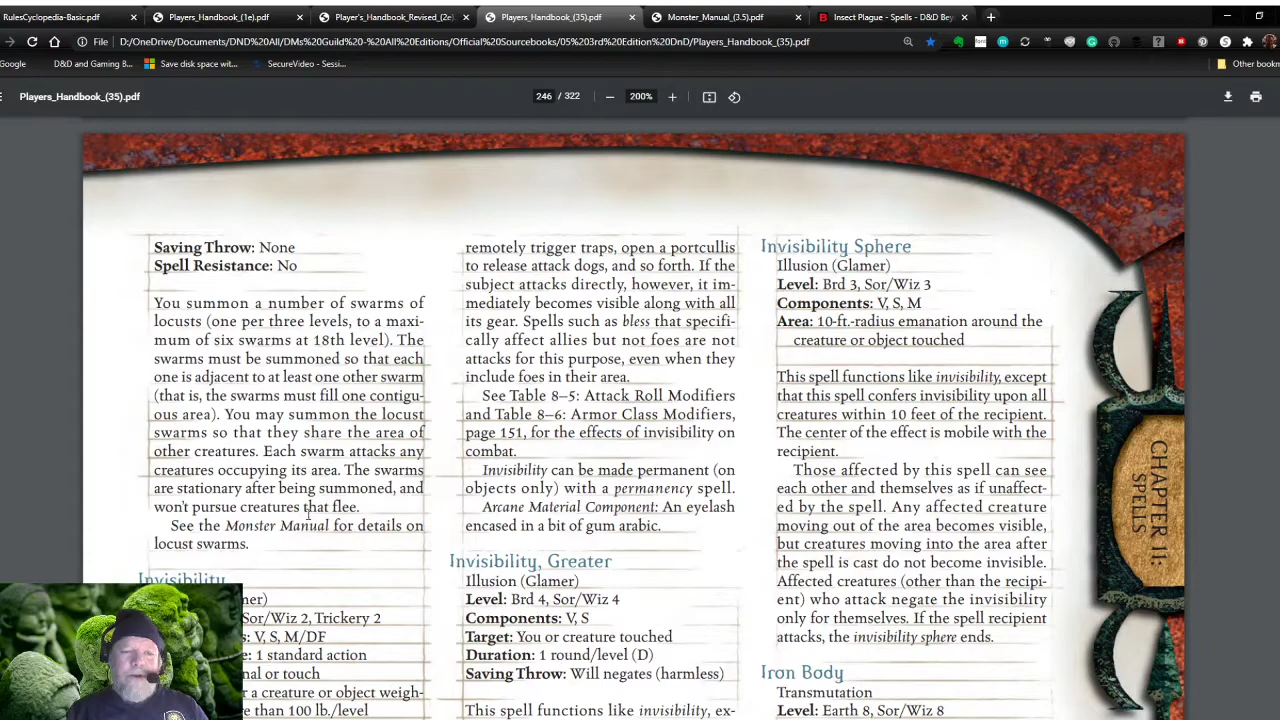 RulesCyclopedia-Basic.pdf
Players_Handbook_(1e).pdf
Player's_Handbook_Revised_(2e).
Players_Handbook_(35).pdf
Monster_Manual_(3.5).pdf
Insect Plague - Spells - D&D Bey
File D:/OneDrive/Documents/DND%20All/DMs%20Guild%20-%20All%20Editions/Official%20Sourcebooks/05%203rd%20Edition%20DnD/Players_Handbook_(35).pdf
Google
D&D and Gaming B...
Save disk space wit...
SecureVideo - Sessi...
Other bookm
Players_Handbook_(35).pdf
246 / 322
200%
Saving Throw: None
Spell Resistance: No
You summon a number of swarms of
locusts (one per three levels, to a maxi-
mum of six swarms at 18th level). The
swarms must be summoned so that each
one is adjacent to at least one other swarm
(that is, the swarms must fill one contigu-
ous area). You may summon the locust
swarms so that they share the area of
other creatures. Each swarm attacks any
creatures occupying its area. The swarms
are stationary after being summoned, and
won't pursue creatures that flee.
See the Monster Manual for details on
locust swarms.
Invisibility
mer)
Sor/Wiz 2, Trickery 2
s: V, S, M/DF
e: 1 standard action
nal or touch
r a creature or object weigh-
re than 100 lb./level
remotely trigger traps, open a portcullis
to release attack dogs, and so forth. If the
subject attacks directly, however, it im-
mediately becomes visible along with all
its gear. Spells such as bless that specifi-
cally affect allies but not foes are not
attacks for this purpose, even when they
include foes in their area.
See Table 8–5: Attack Roll Modifiers
and Table 8–6: Armor Class Modifiers,
page 151, for the effects of invisibility on
combat.
Invisibility can be made permanent (on
objects only) with a permanency spell.
Arcane Material Component: An eyelash
encased in a bit of gum arabic.
Invisibility, Greater
Illusion (Glamer)
Level: Brd 4, Sor/Wiz 4
Components: V, S
Target: You or creature touched
Duration: 1 round/level (D)
Saving Throw: Will negates (harmless)
This spell functions like invisibility, ex-
Invisibility Sphere
Illusion (Glamer)
Level: Brd 3, Sor/Wiz 3
Components: V, S, M
Area: 10-ft.-radius emanation around the
creature or object touched
This spell functions like invisibility, except
that this spell confers invisibility upon all
creatures within 10 feet of the recipient.
The center of the effect is mobile with the
recipient.
Those affected by this spell can see
each other and themselves as if unaffect-
ed by the spell. Any affected creature
moving out of the area becomes visible,
but creatures moving into the area after
the spell is cast do not become invisible.
Affected creatures (other than the recipi-
ent) who attack negate the invisibility
only for themselves. If the spell recipient
attacks, the invisibility sphere ends.
Iron Body
Transmutation
Level: Earth 8, Sor/Wiz 8
CHAPTER 11:
SPELLS